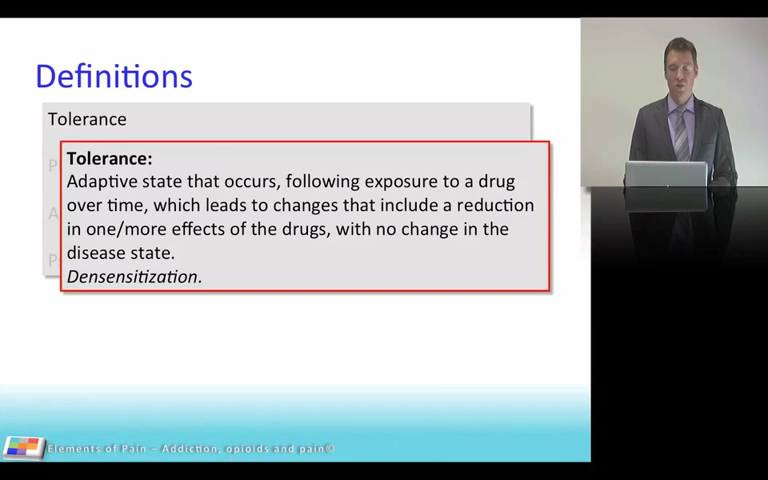 Definitions
Tolerance
P
Tolerance:
Adaptive state that occurs, following exposure to a drug
over time, which leads to changes that include a reduction
in one/more effects of the drugs, with no change in the
disease state.
Densensitization.
A
P
Elements of Pain – Addiction, opioids and pain©